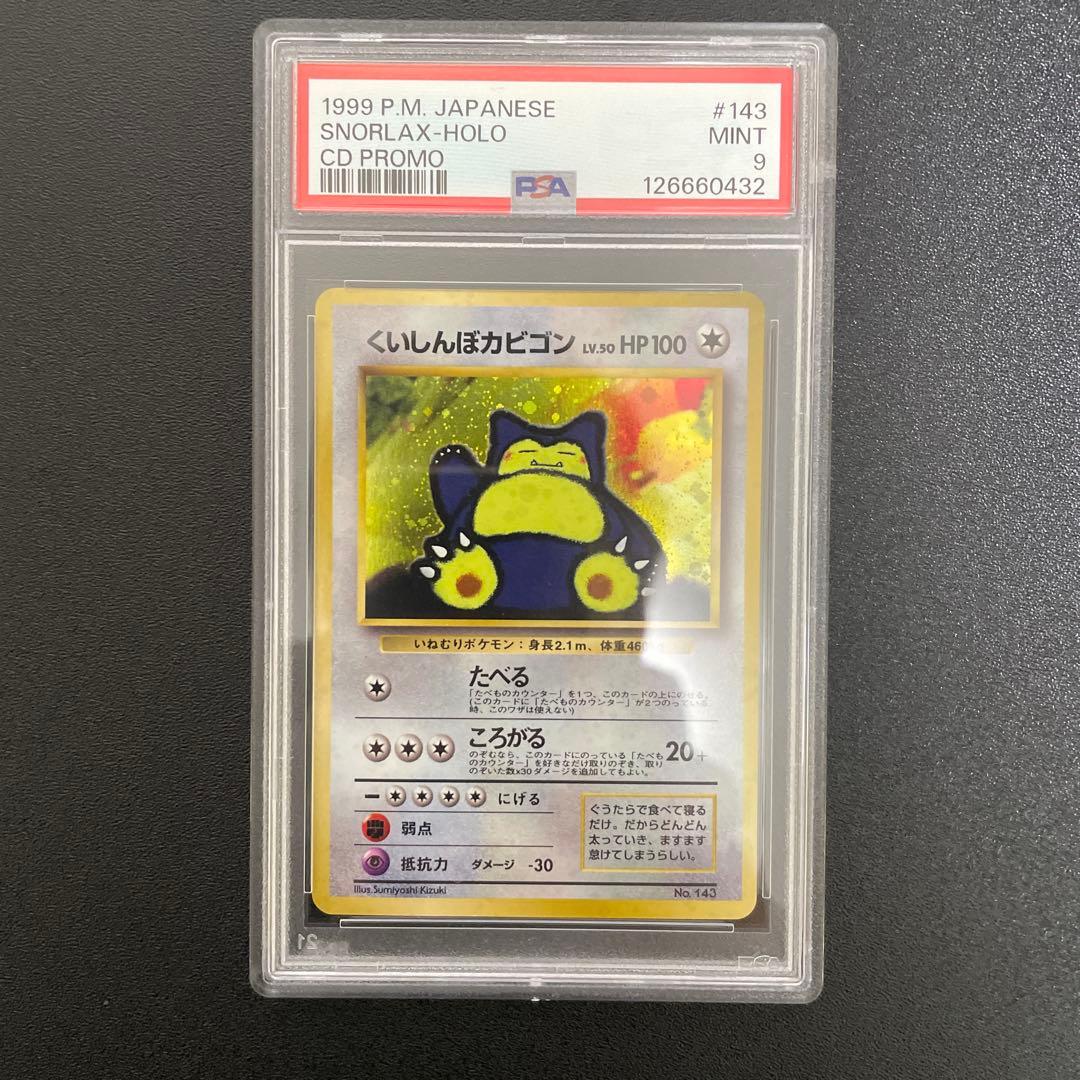 1999 P.M. JAPANESE #143
SNORLAX-HOLO MINT
CD PROMO 9
PSA 126660432
くいしんぼカビゴン LV.50 HP100
いねむりポケモン:身長2.1m、体重46
たべる
「たべものカウンター」を1つ、このカードの上にのせる。
(このカードに「たべものカウンター」が2つのっている
時、このワザは使えない)
ころがる 20+
のぞむなら、このカードにのっている「たべも
のカウンター」を好きなだけ取りのぞき、取り
のぞいた数x30ダメージを追加してもよい。
にげる
弱点
抵抗力 ダメージ -30
ぐうたらで食べて寝る
だけ。だからどんどん
太っていき、ますます
怠けてしまうらしい。
Illus.Sumiyoshi Kizuki No. 143